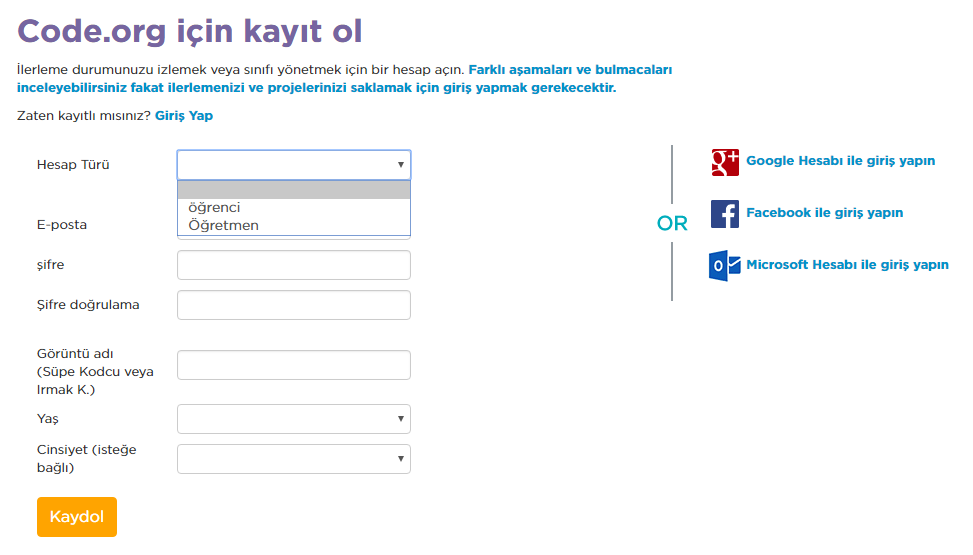 Code.org için kayıt ol
İlerleme durumunuzu izlemek veya sınıfı yönetmek için bir hesap açın. Farklı aşamaları ve bulmacaları
inceleyebilirsiniz fakat ilerlemenizi ve projelerinizi saklamak için giriş yapmak gerekecektir.
Zaten kayıtlı mısınız? Giriş Yap
Hesap Türü
öğrenci
Öğretmen
E-posta
şifre
Şifre doğrulama
Görüntü adı
(Süpe Kodcu veya
Irmak K.)
Yaş
Cinsiyet (isteğe
bağlı)
Kaydol
OR
g+ Google Hesabı ile giriş yapın
f Facebook ile giriş yapın
o Microsoft Hesabı ile giriş yapın